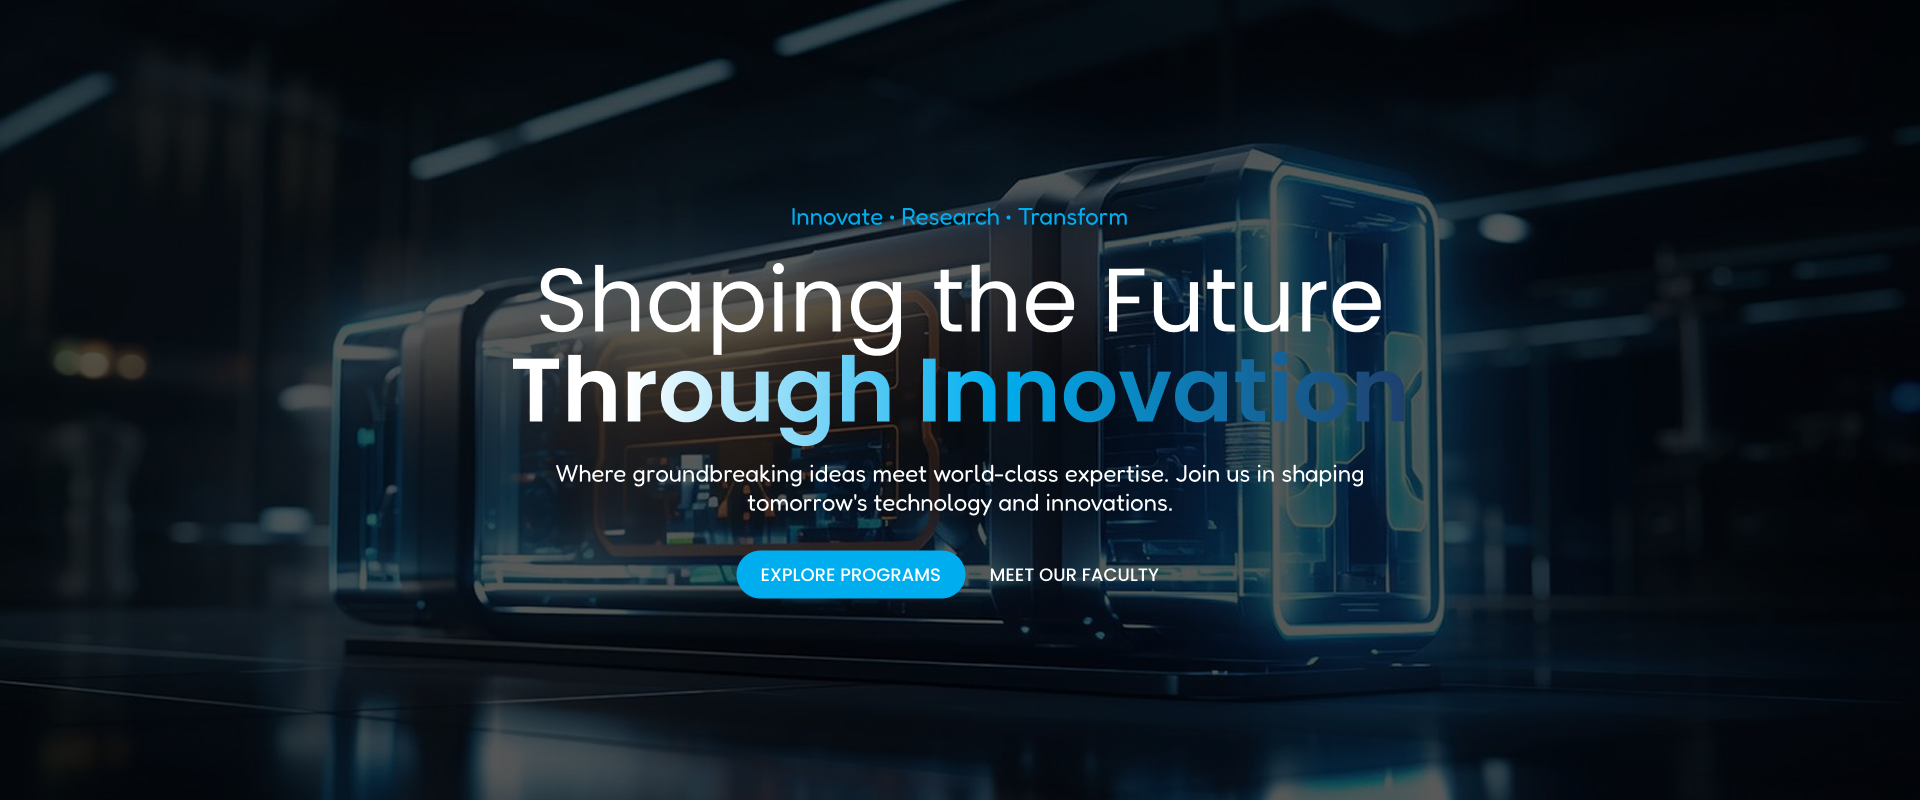 Innovate • Research • Transform
Shaping the Future
Through Innovation
Where groundbreaking ideas meet world-class expertise. Join us in shaping
tomorrow's technology and innovations.
EXPLORE PROGRAMS MEET OUR FACULTY